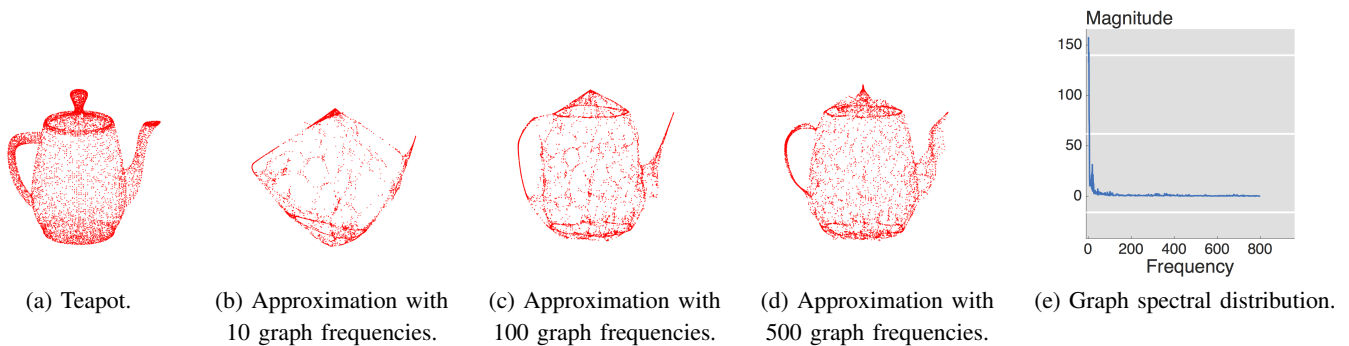 Magnitude
150
100
50
0
0 200 400 600 800
Frequency
(a) Teapot.
(b) Approximation with
10 graph frequencies.
(c) Approximation with
100 graph frequencies.
(d) Approximation with
500 graph frequencies.
(e) Graph spectral distribution.